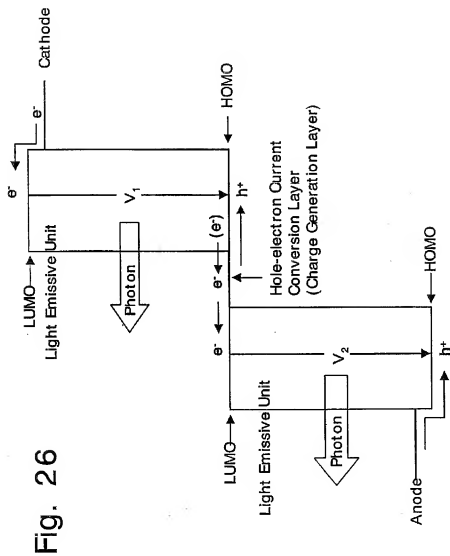 Fig. 26
e⁻
Cathode
e⁻
LUMO
Light Emissive Unit
V₁
Photon
HOMO
h⁺
(e⁻)
e⁻
Hole-electron Current
Conversion Layer
(Charge Generation Layer)
e⁻
LUMO
Light Emissive Unit
V₂
Photon
HOMO
h⁺
Anode